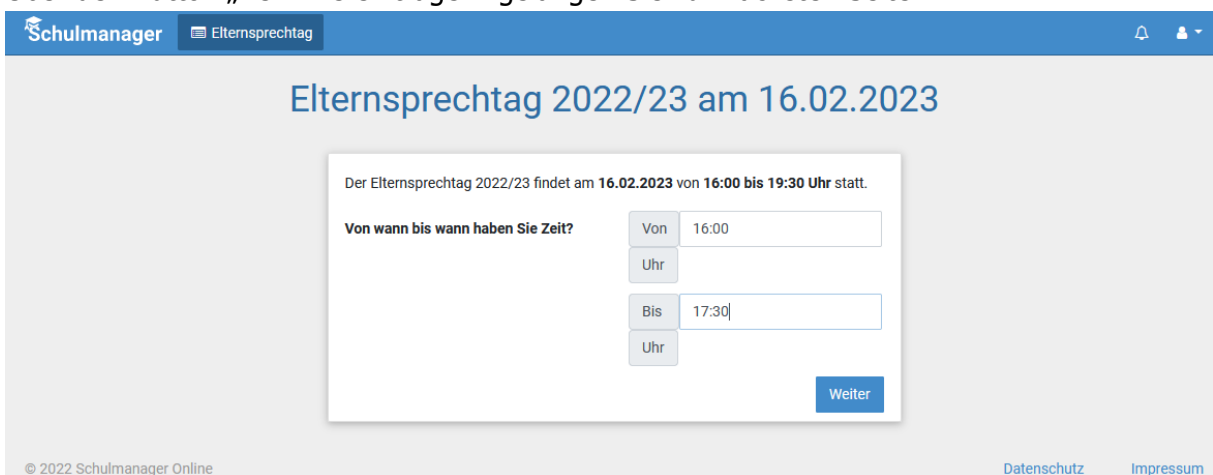 Schulmanager Elternsprechtag
Elternsprechtag 2022/23 am 16.02.2023
Der Elternsprechtag 2022/23 findet am 16.02.2023 von 16:00 bis 19:30 Uhr statt.
Von wann bis wann haben Sie Zeit? Von 16:00
Uhr
Bis 17:30
Uhr
Weiter
© 2022 Schulmanager Online Datenschutz Impressum